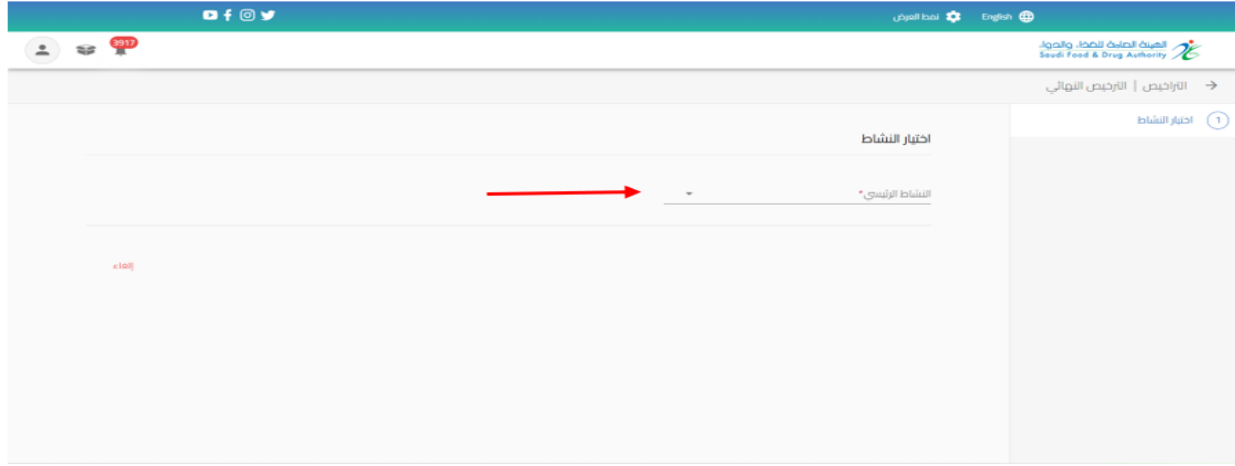 English نمط العرض
3917
الهيئة العامة للغذاء والدواء
Saudi Food & Drug Authority
التراخيص | الترخيص النهائي
1 اختيار النشاط
اختيار النشاط
النشاط الرئيسي*
إلغاء